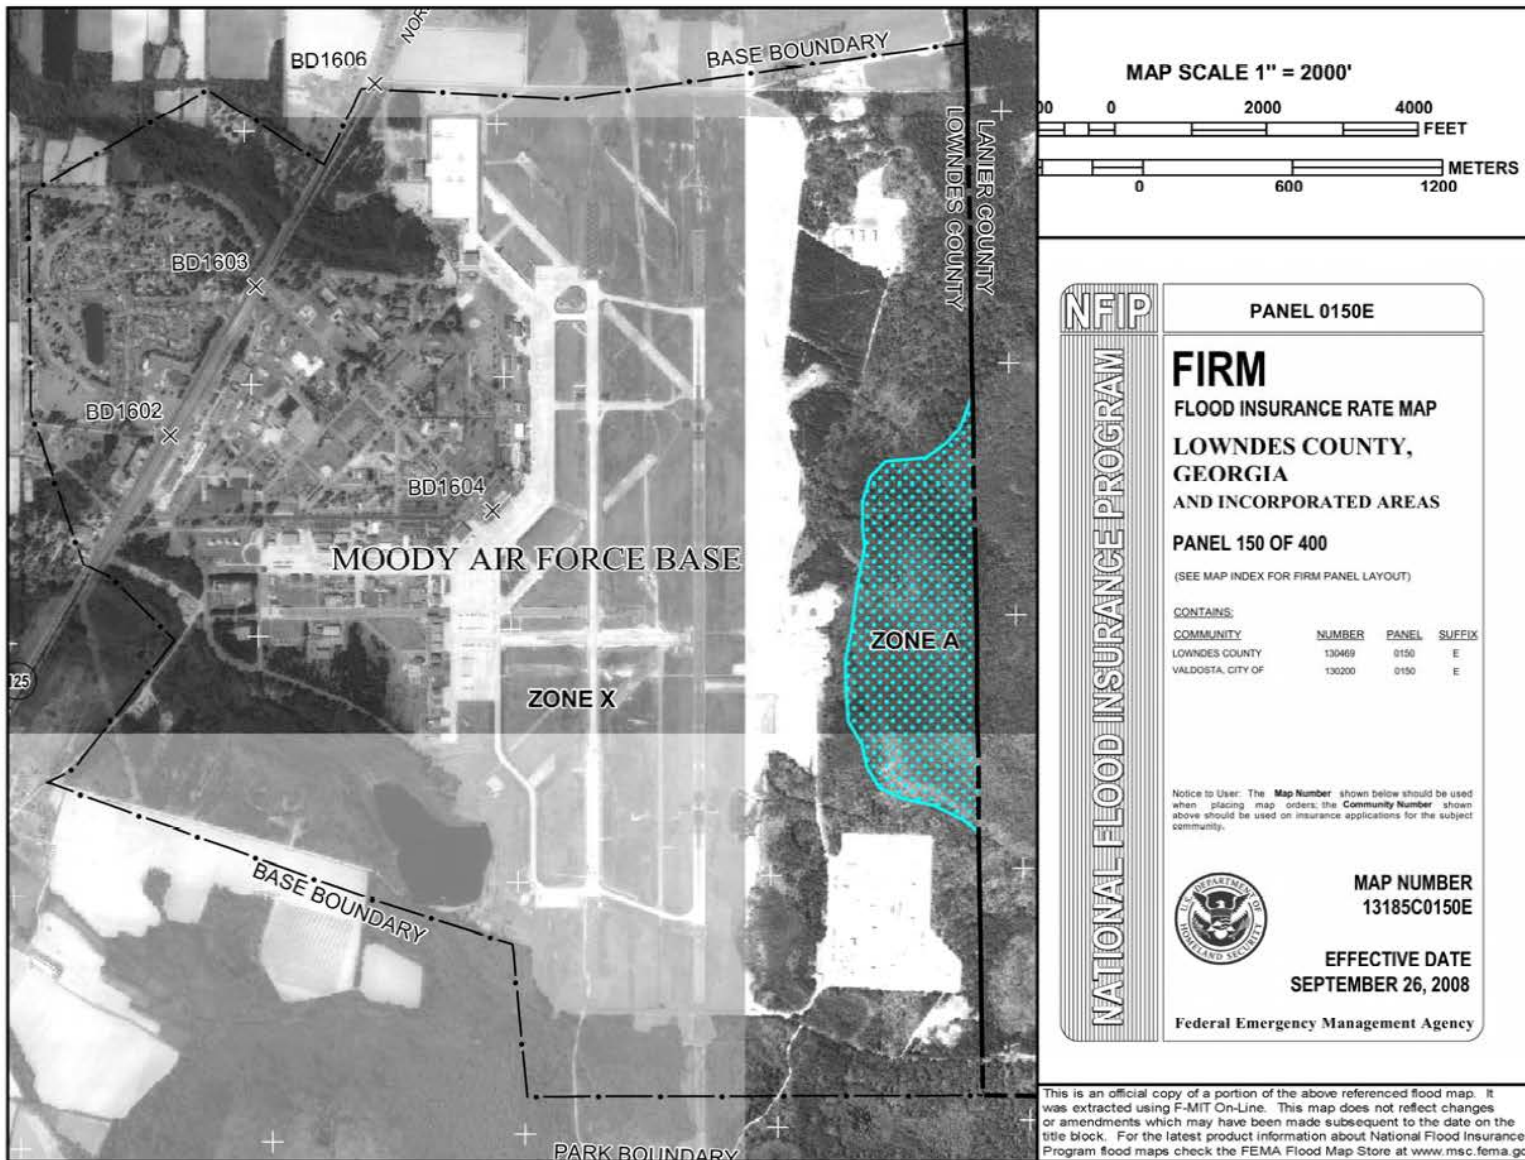 BD1606
NOR
BASE BOUNDARY
LANIER COUNTY
LOWNDES COUNTY
BD1603
BD1602
BD1604
MOODY AIR FORCE BASE
ZONE A
ZONE X
125
BASE BOUNDARY
PARK BOUNDARY
MAP SCALE 1" = 2000'
00 0 2000 4000
FEET
METERS
0 600 1200
NFIP
NATIONAL FLOOD INSURANCE PROGRAM
PANEL 0150E
FIRM
FLOOD INSURANCE RATE MAP
LOWNDES COUNTY,
GEORGIA
AND INCORPORATED AREAS
PANEL 150 OF 400
(SEE MAP INDEX FOR FIRM PANEL LAYOUT)
CONTAINS:
COMMUNITY NUMBER PANEL SUFFIX
LOWNDES COUNTY 130469 0150 E
VALDOSTA, CITY OF 130200 0150 E
Notice to User: The Map Number shown below should be used
when placing map orders; the Community Number shown
above should be used on insurance applications for the subject
community.
U.S. DEPARTMENT OF
HOMELAND SECURITY
MAP NUMBER
13185C0150E
EFFECTIVE DATE
SEPTEMBER 26, 2008
Federal Emergency Management Agency
This is an official copy of a portion of the above referenced flood map. It
was extracted using F-MIT On-Line. This map does not reflect changes
or amendments which may have been made subsequent to the date on the
title block. For the latest product information about National Flood Insurance
Program flood maps check the FEMA Flood Map Store at www.msc.fema.go